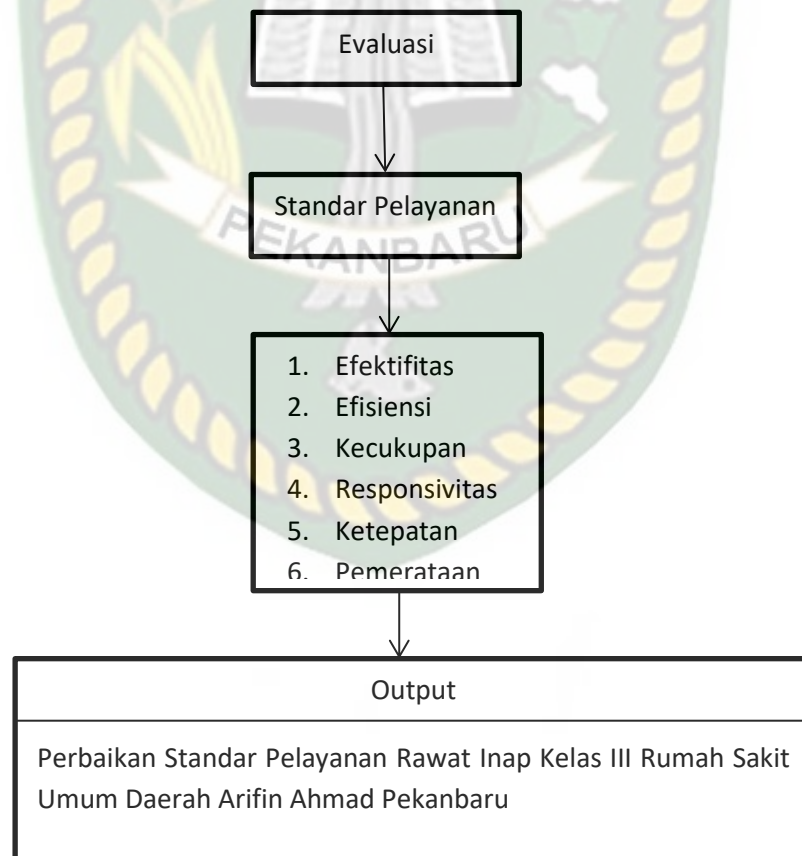 Evaluasi
Standar Pelayanan
PEKANBARU
1. Efektifitas
2. Efisiensi
3. Kecukupan
4. Responsivitas
5. Ketepatan
6. Pemerataan
Output
Perbaikan Standar Pelayanan Rawat Inap Kelas III Rumah Sakit
Umum Daerah Arifin Ahmad Pekanbaru